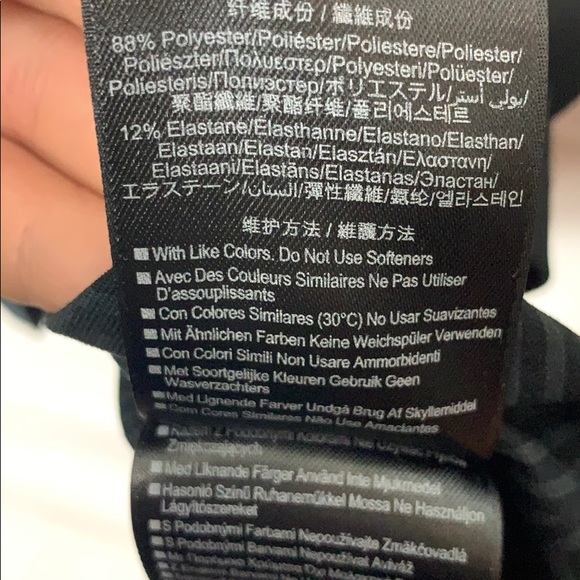 纤维成份 / 纖維成份
88% Polyester/Poliéster/Poliestere/Poliester/
Poliészter/Πολυεστερ/Polyesteri/Polüester/
Poliesteris/Полиэстер/ポリエステル/بولي أستر/
聚酯纖維/聚酯纤维/폴리에스테르
12% Elastane/Élasthanne/Elastano/Elasthan/
Elastaan/Elastan/Elasztán/Ελαστανη/
Elastaani/Elastāns/Elastanas/Эластан/
エラステーン/الستان/彈性纖維/氨纶/엘라스테인
维护方法 / 維護方法
With Like Colors. Do Not Use Softeners
Avec Des Couleurs Similaires Ne Pas Utiliser
D'assouplissants
Con Colores Similares (30°C) No Usar Suavizantes
Mit Ähnlichen Farben Keine Weichspüler Verwenden
Con Colori Simili Non Usare Ammorbidenti
Met Soortgelijke Kleuren Gebruik Geen
Wasverzachters
Med Lignende Farver Undgå Brug Af Skyllemiddel
Com Cores Similares Não Use Amaciantes
Zmiękczających
Med Liknande Färger Använd Inte Mjukmedel
Hasonló Színű Ruhaneműkkel Mossa Ne Használjon
Lágyítószereket
S Podobnými Farbami Nepoužívajte Zmäkčovadlá
S Podobnými Barvami Nepoužívat Aviváž